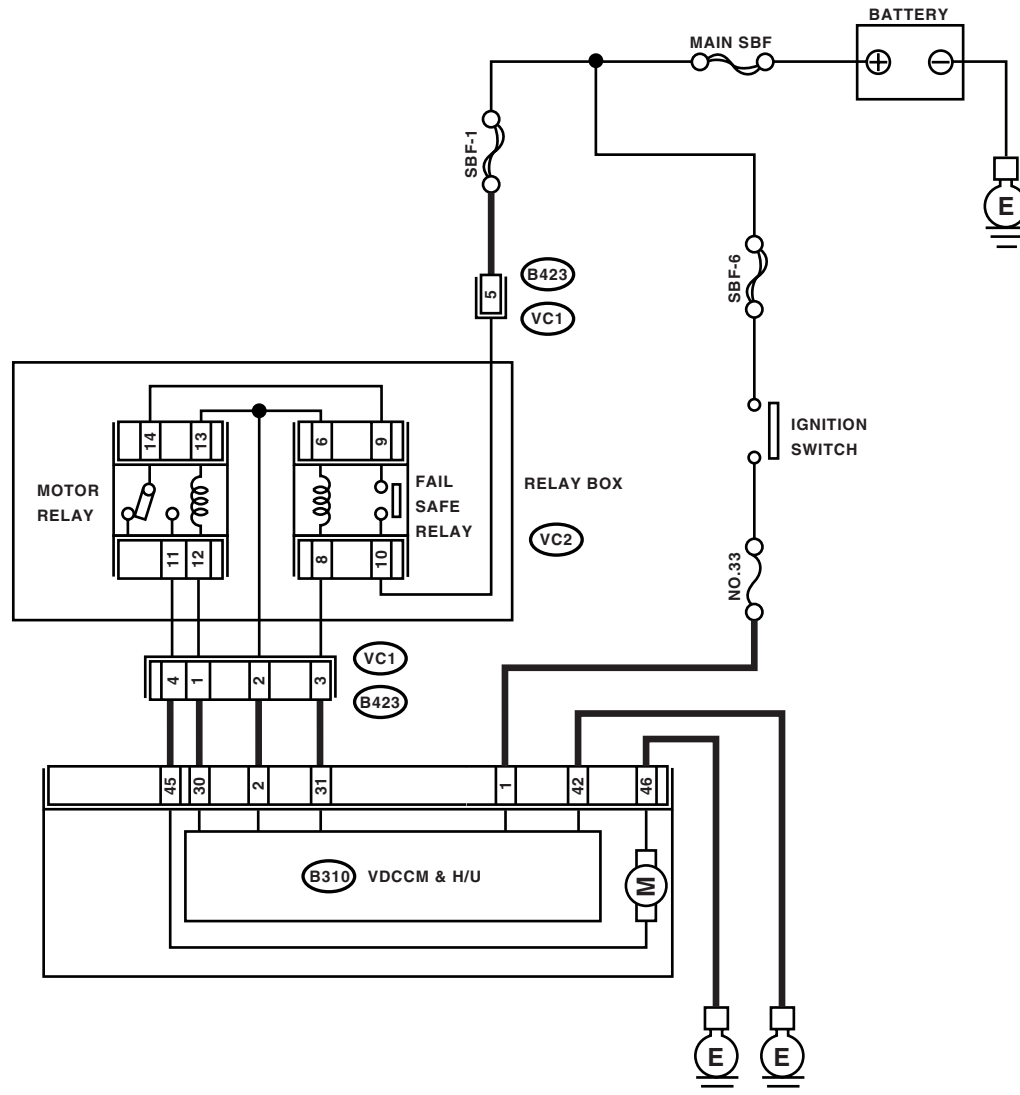 BATTERY
MAIN SBF
SBF-1
E
B423
5
VC1
SBF-6
IGNITION
SWITCH
14 13 6 9
MOTOR
RELAY
FAIL
SAFE
RELAY
RELAY BOX
VC2
11 12 8 10
NO.33
VC1
4 1 2 3
B423
45 30 2 31 1 42 46
B310 VDCCM & H/U
M
E E